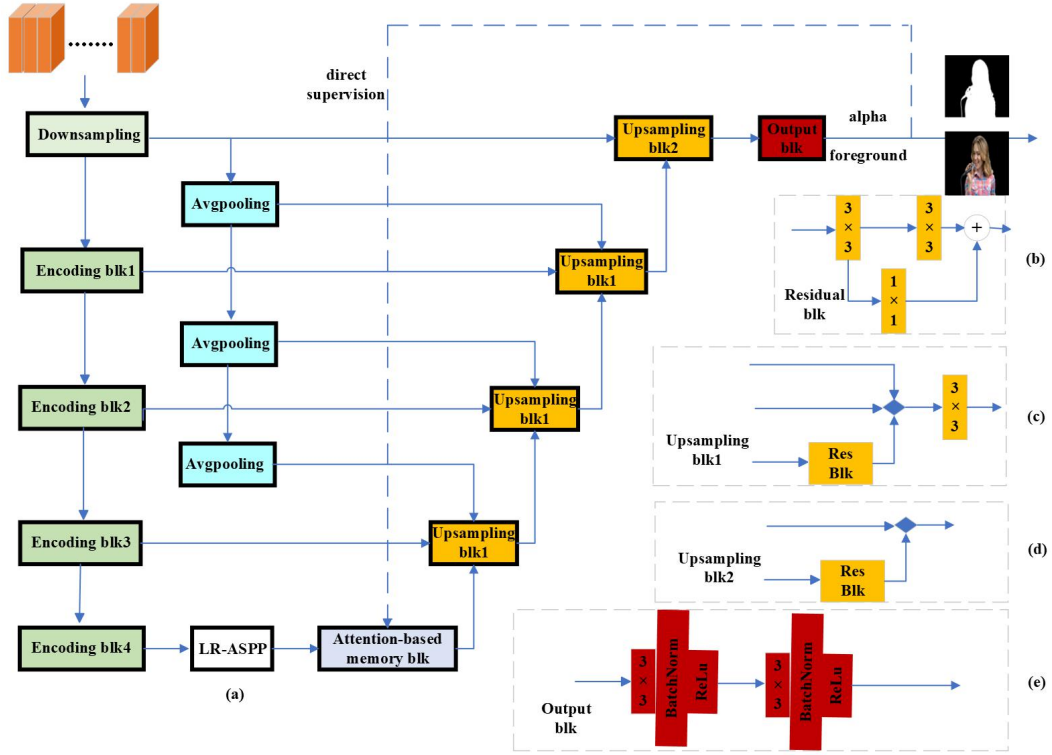 direct
supervision
Downsampling
Upsampling
blk2
Output
blk
alpha
foreground
Avgpooling
Encoding blk1
Upsampling
blk1
Avgpooling
Encoding blk2
Upsampling
blk1
Avgpooling
Encoding blk3
Upsampling
blk1
Encoding blk4
LR-ASPP
Attention-based
memory blk
(a)
3
×
3
3
×
3
+
1
×
1
Residual
blk
(b)
3
×
3
Upsampling
blk1
Res
Blk
(c)
Upsampling
blk2
Res
Blk
(d)
Output
blk
3
×
3
BatchNorm
ReLu
3
×
3
BatchNorm
ReLu
(e)